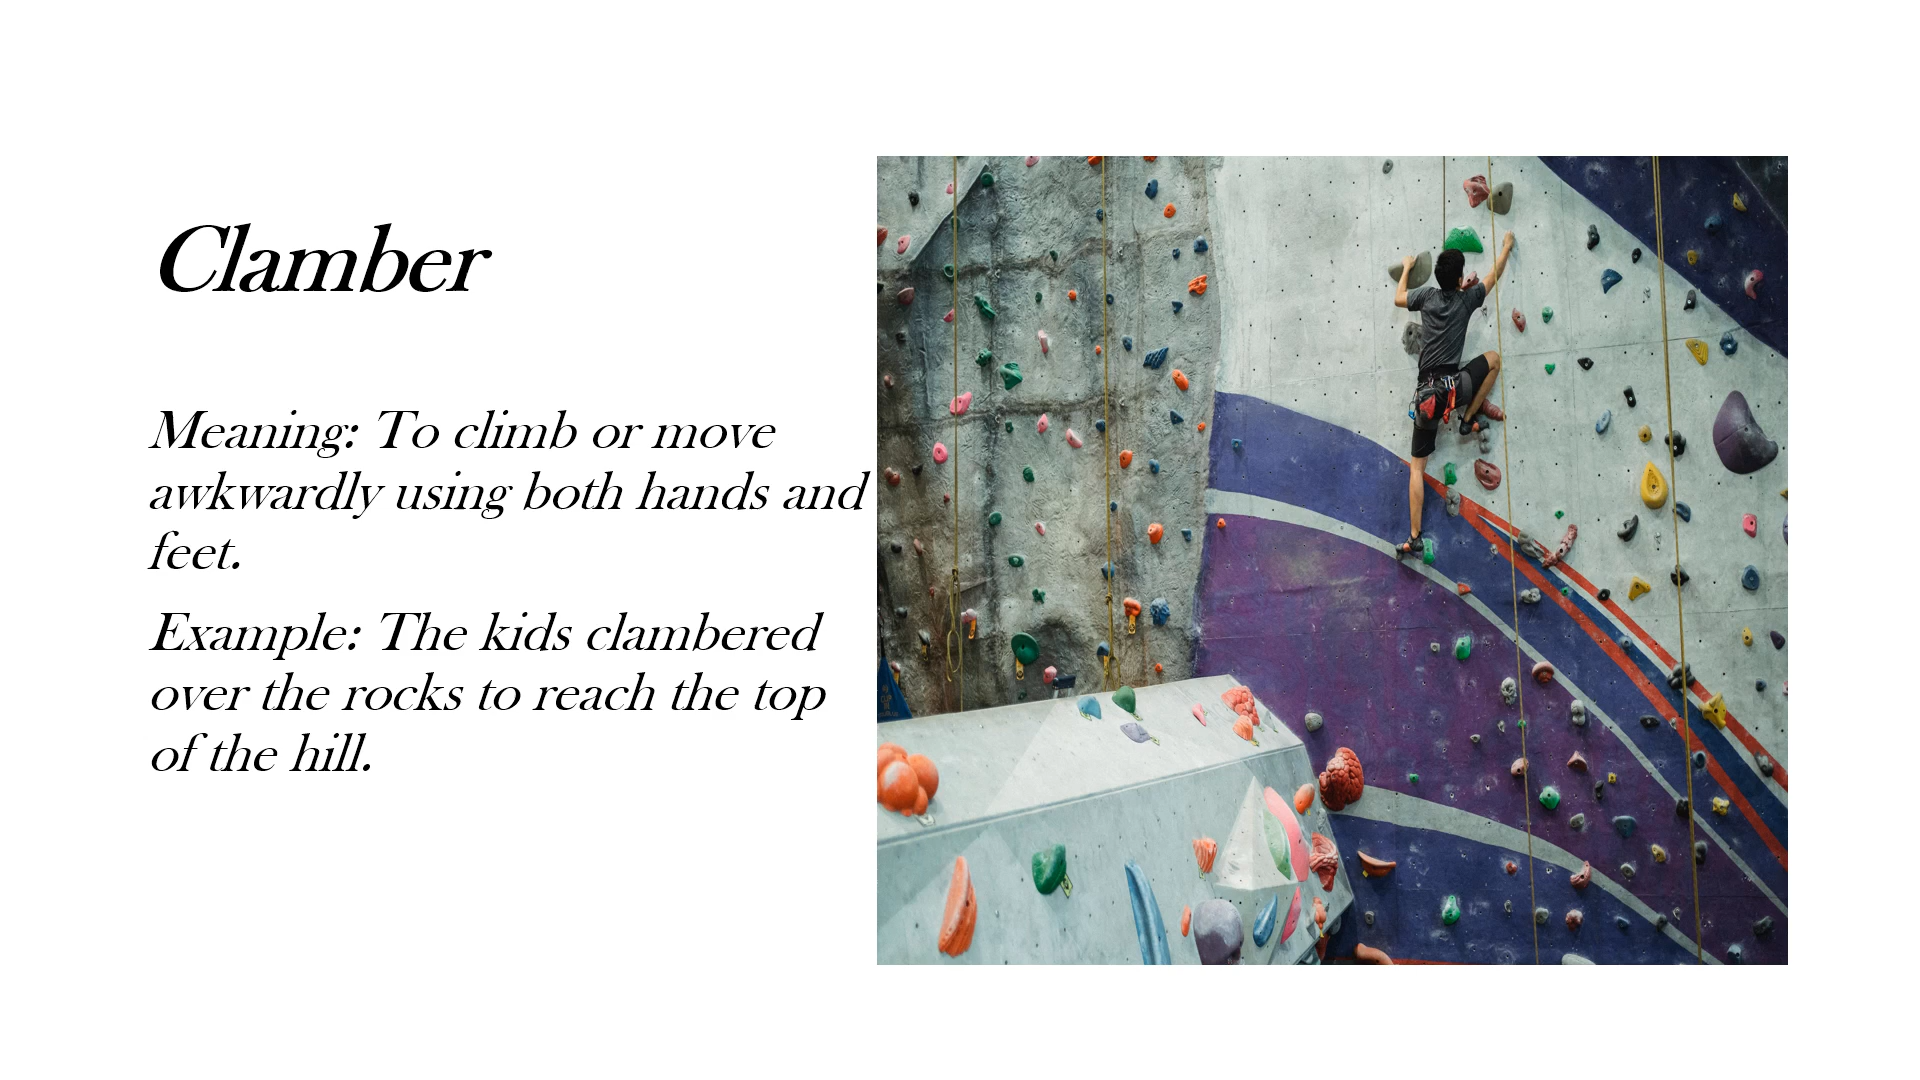 Clamber
Meaning: To climb or move
awkwardly using both hands and
feet.
Example: The kids clambered
over the rocks to reach the top
of the hill.